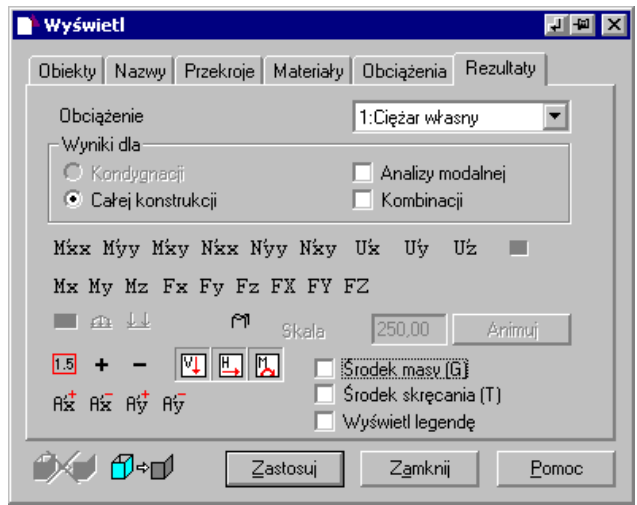 Wyświetl
Obiekty Nazwy Przekroje Materiały Obciążenia Rezultaty
Obciążenie 1:Ciężar własny
Wyniki dla
Kondygnacji Analizy modalnej
Całej konstrukcji Kombinacji
Mxx Myy Mxy Nxx Nyy Nxy Ux Uy Uz
Mx My Mz Fx Fy Fz FX FY FZ
Skala 250,00 Animuj
1.5 + − V H M Środek masy (G)
Ax+ Ax− Ay+ Ay− Środek skręcania (T)
Wyświetl legendę
Zastosuj Zamknij Pomoc